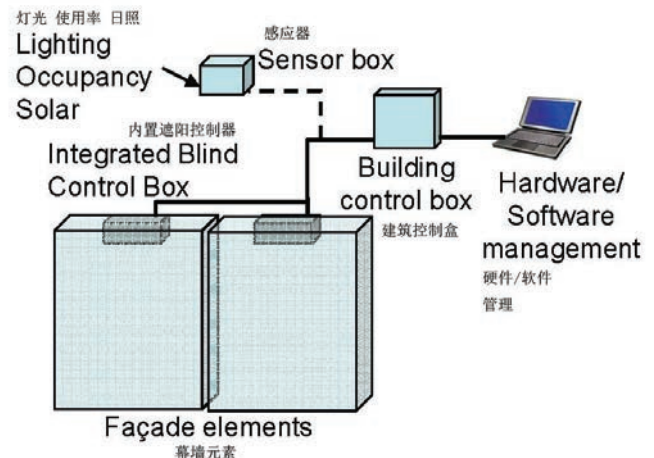 灯光 使用率 日照
Lighting
Occupancy
Solar
感应器
Sensor box
内置遮阳控制器
Integrated Blind
Control Box
Building
control box
建筑控制盒
Hardware/
Software
management
硬件/软件
管理
Façade elements
幕墙元素